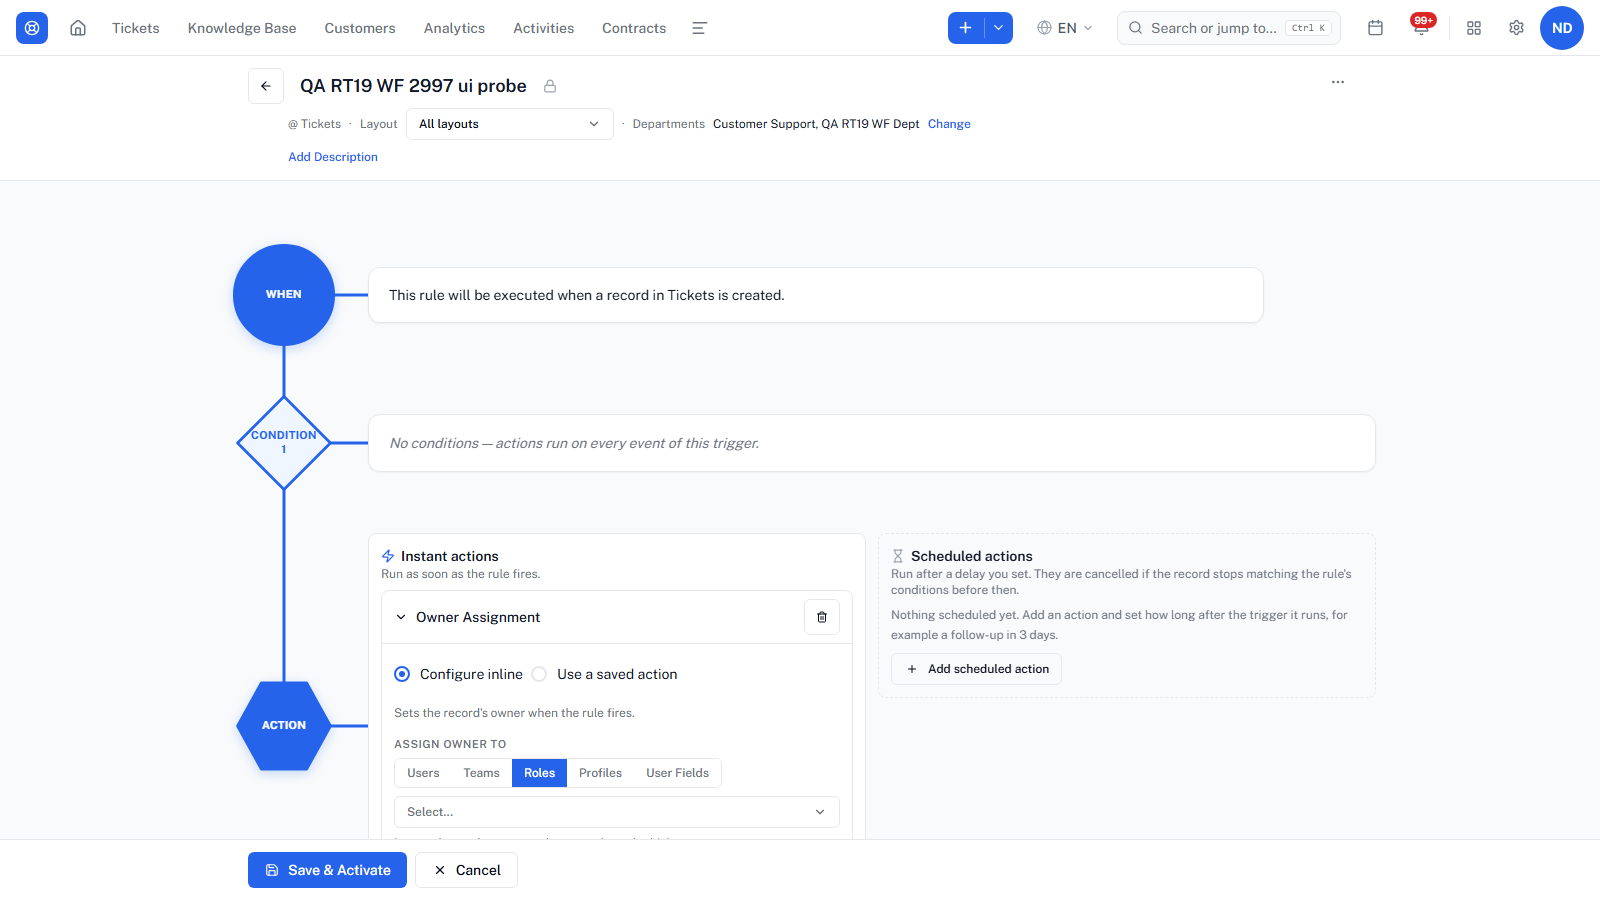 Tickets Knowledge Base Customers Analytics Activities Contracts EN Search or jump to... Ctrl K 99+ ND
QA RT19 WF 2997 ui probe
@ Tickets · Layout All layouts · Departments Customer Support, QA RT19 WF Dept Change
Add Description
WHEN
This rule will be executed when a record in Tickets is created.
CONDITION
1
No conditions — actions run on every event of this trigger.
Instant actions
Run as soon as the rule fires.
Owner Assignment
Configure inline Use a saved action
Sets the record's owner when the rule fires.
ASSIGN OWNER TO
Users Teams Roles Profiles User Fields
Select...
Scheduled actions
Run after a delay you set. They are cancelled if the record stops matching the rule's
conditions before then.
Nothing scheduled yet. Add an action and set how long after the trigger it runs, for
example a follow-up in 3 days.
Add scheduled action
ACTION
Save & Activate Cancel